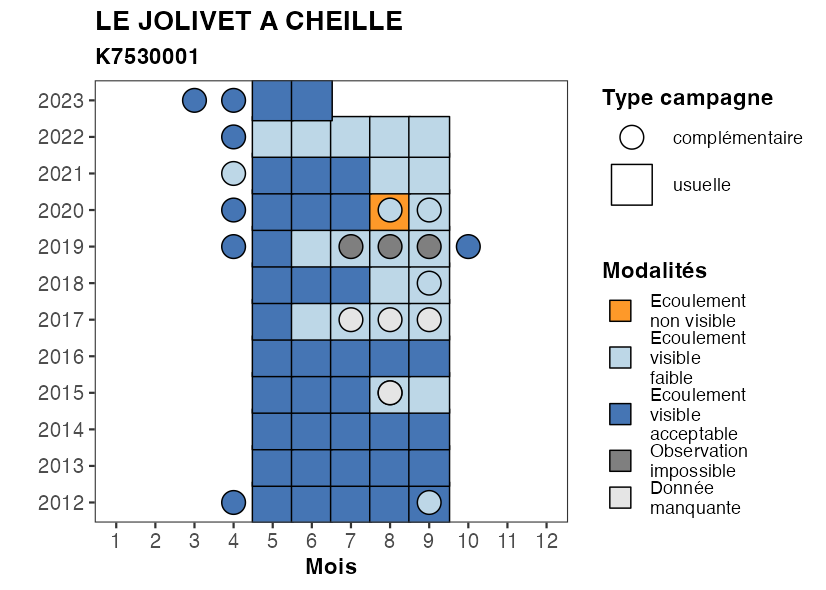 LE JOLIVET A CHEILLE
K7530001
2023
2022
2021
2020
2019
2018
2017
2016
2015
2014
2013
2012
1 2 3 4 5 6 7 8 9 10 11 12
Mois
Type campagne
complémentaire
usuelle
Modalités
Ecoulement
non visible
Ecoulement
visible
faible
Ecoulement
visible
acceptable
Observation
impossible
Donnée
manquante